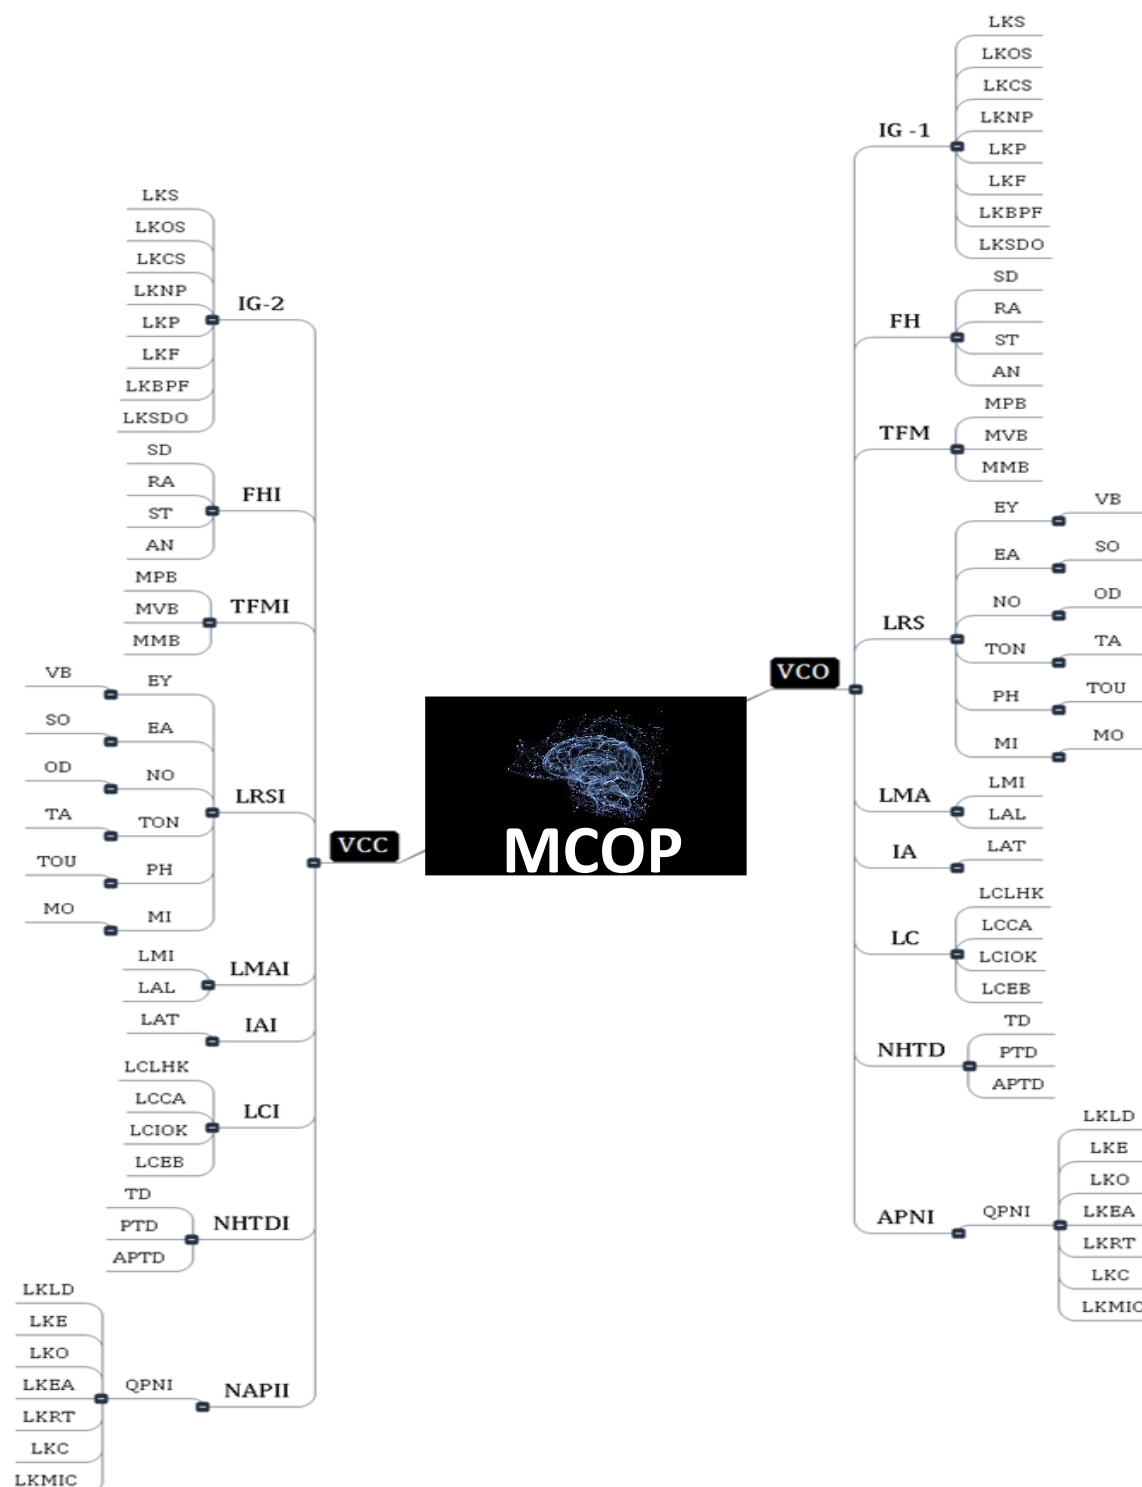 MCOP
VCO
IG -1
LKS
LKOS
LKCS
LKNP
LKP
LKF
LKBPF
LKSDO
FH
SD
RA
ST
AN
TFM
MPB
MVB
MMB
LRS
EY
VB
EA
SO
NO
OD
TON
TA
PH
TOU
MI
MO
LMA
LMI
LAL
IA
LAT
LC
LCLHK
LCCA
LCIOK
LCEB
NHTD
TD
PTD
APTD
APNI
QPNI
LKLD
LKE
LKO
LKEA
LKRT
LKC
LKMIC
VCC
IG-2
LKS
LKOS
LKCS
LKNP
LKP
LKF
LKBPF
LKSDO
FHI
SD
RA
ST
AN
TFMI
MPB
MVB
MMB
LRSI
VB
EY
SO
EA
OD
NO
TA
TON
TOU
PH
MO
MI
LMAI
LMI
LAL
IAI
LAT
LCI
LCLHK
LCCA
LCIOK
LCEB
NHTDI
TD
PTD
APTD
NAPII
QPNI
LKLD
LKE
LKO
LKEA
LKRT
LKC
LKMIC